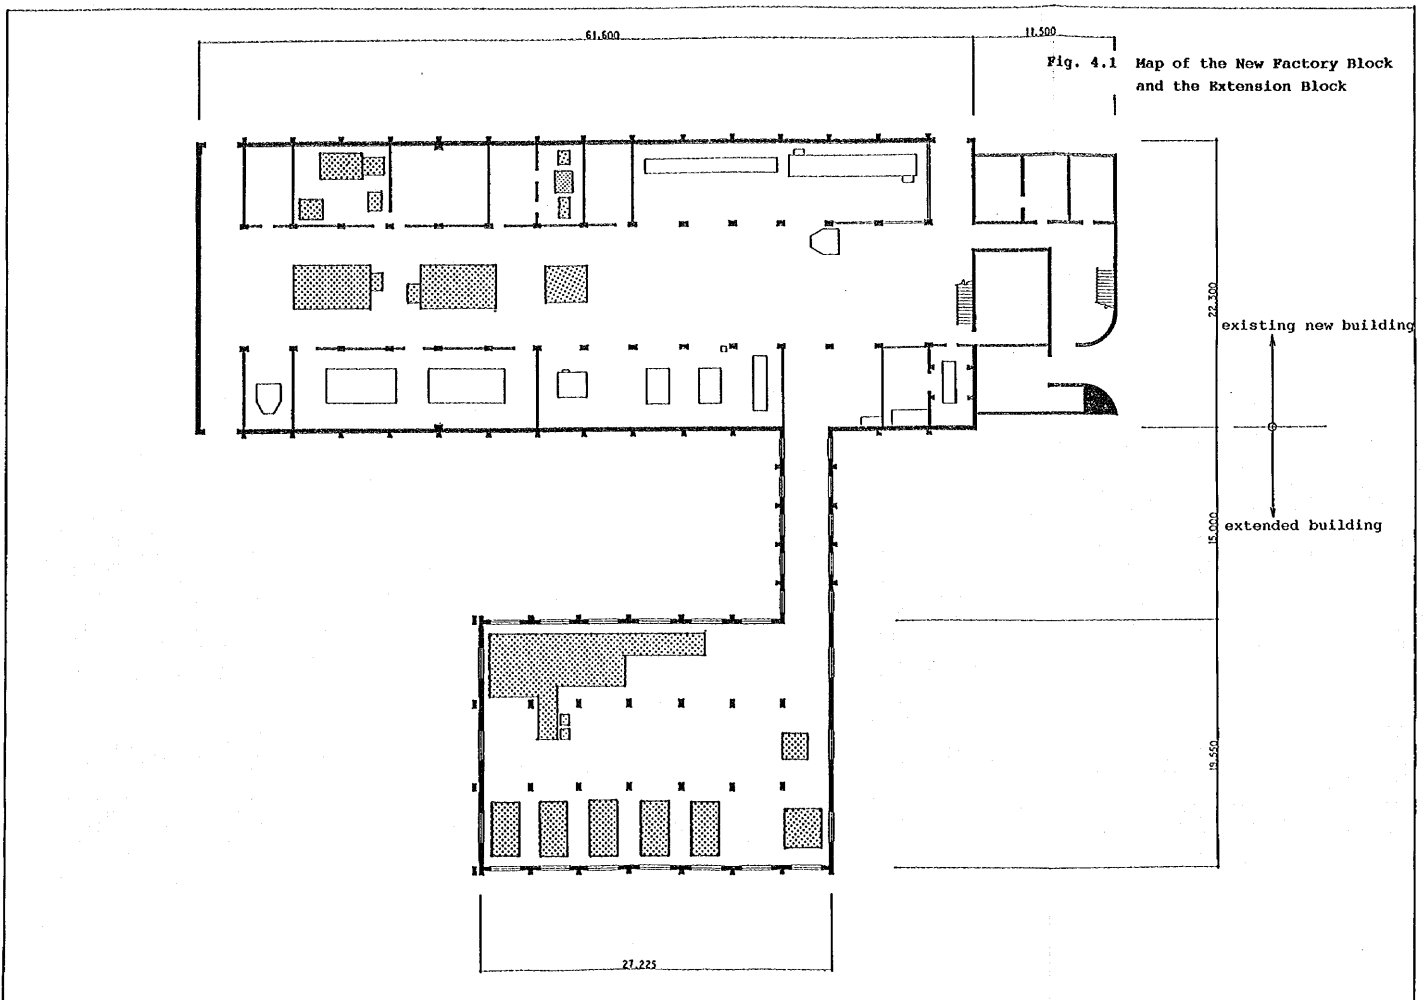 61.600
11.500
Fig. 4.1 Map of the New Factory Block
and the Extension Block
22.300
existing new building
15.000
extended building
19.550
27.225